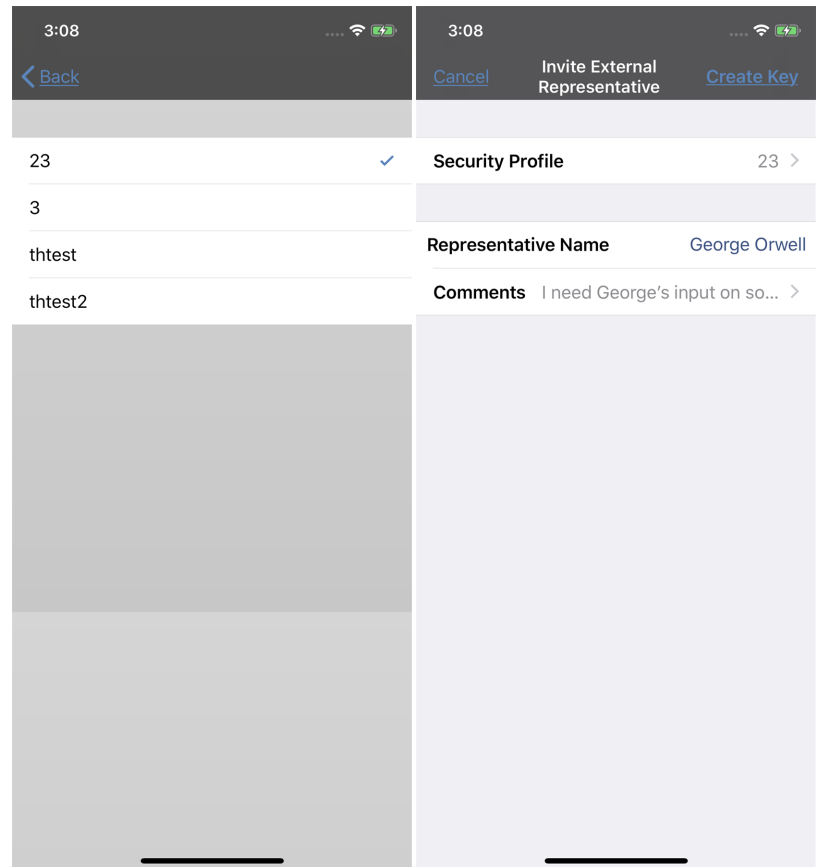 3:08
Back
23
3
thtest
thtest2
3:08
Cancel
Invite External
Representative
Create Key
Security Profile 23
Representative Name George Orwell
Comments I need George's input on so...